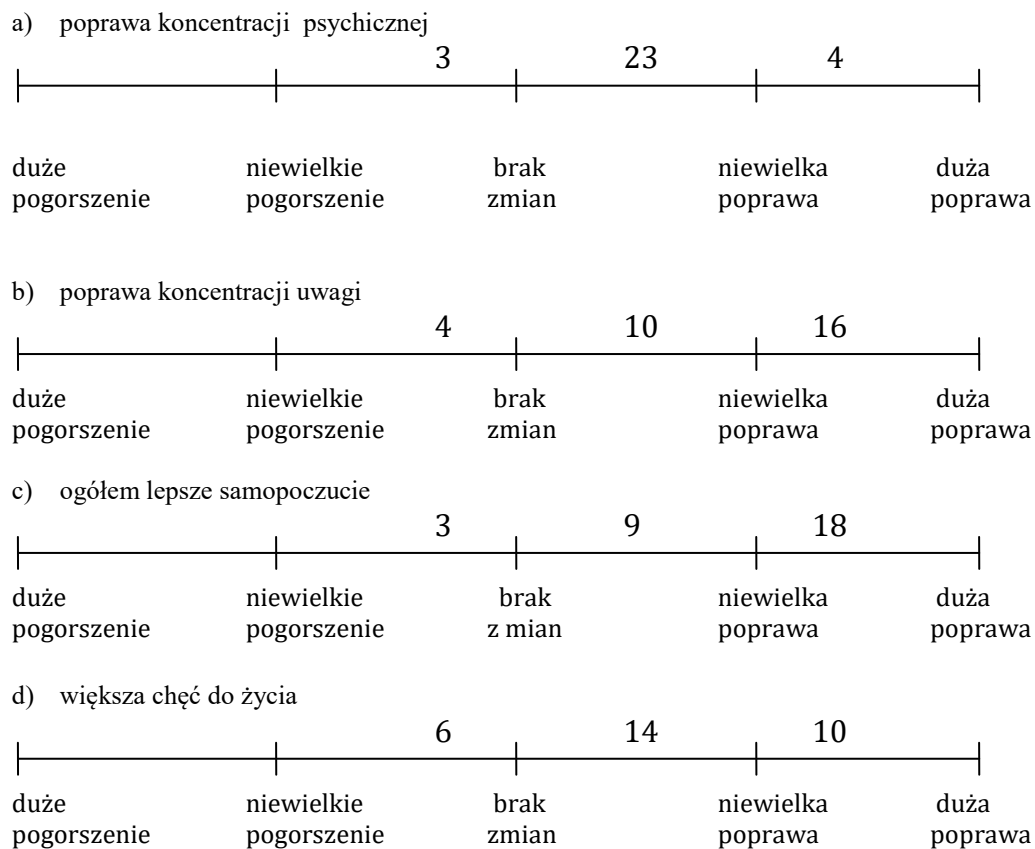 a) poprawa koncentracji psychicznej
3 23 4
duże niewielkie brak niewielka duża
pogorszenie pogorszenie zmian poprawa poprawa
b) poprawa koncentracji uwagi
4 10 16
duże niewielkie brak niewielka duża
pogorszenie pogorszenie zmian poprawa poprawa
c) ogółem lepsze samopoczucie
3 9 18
duże niewielkie brak niewielka duża
pogorszenie pogorszenie z mian poprawa poprawa
d) większa chęć do życia
6 14 10
duże niewielkie brak niewielka duża
pogorszenie pogorszenie zmian poprawa poprawa